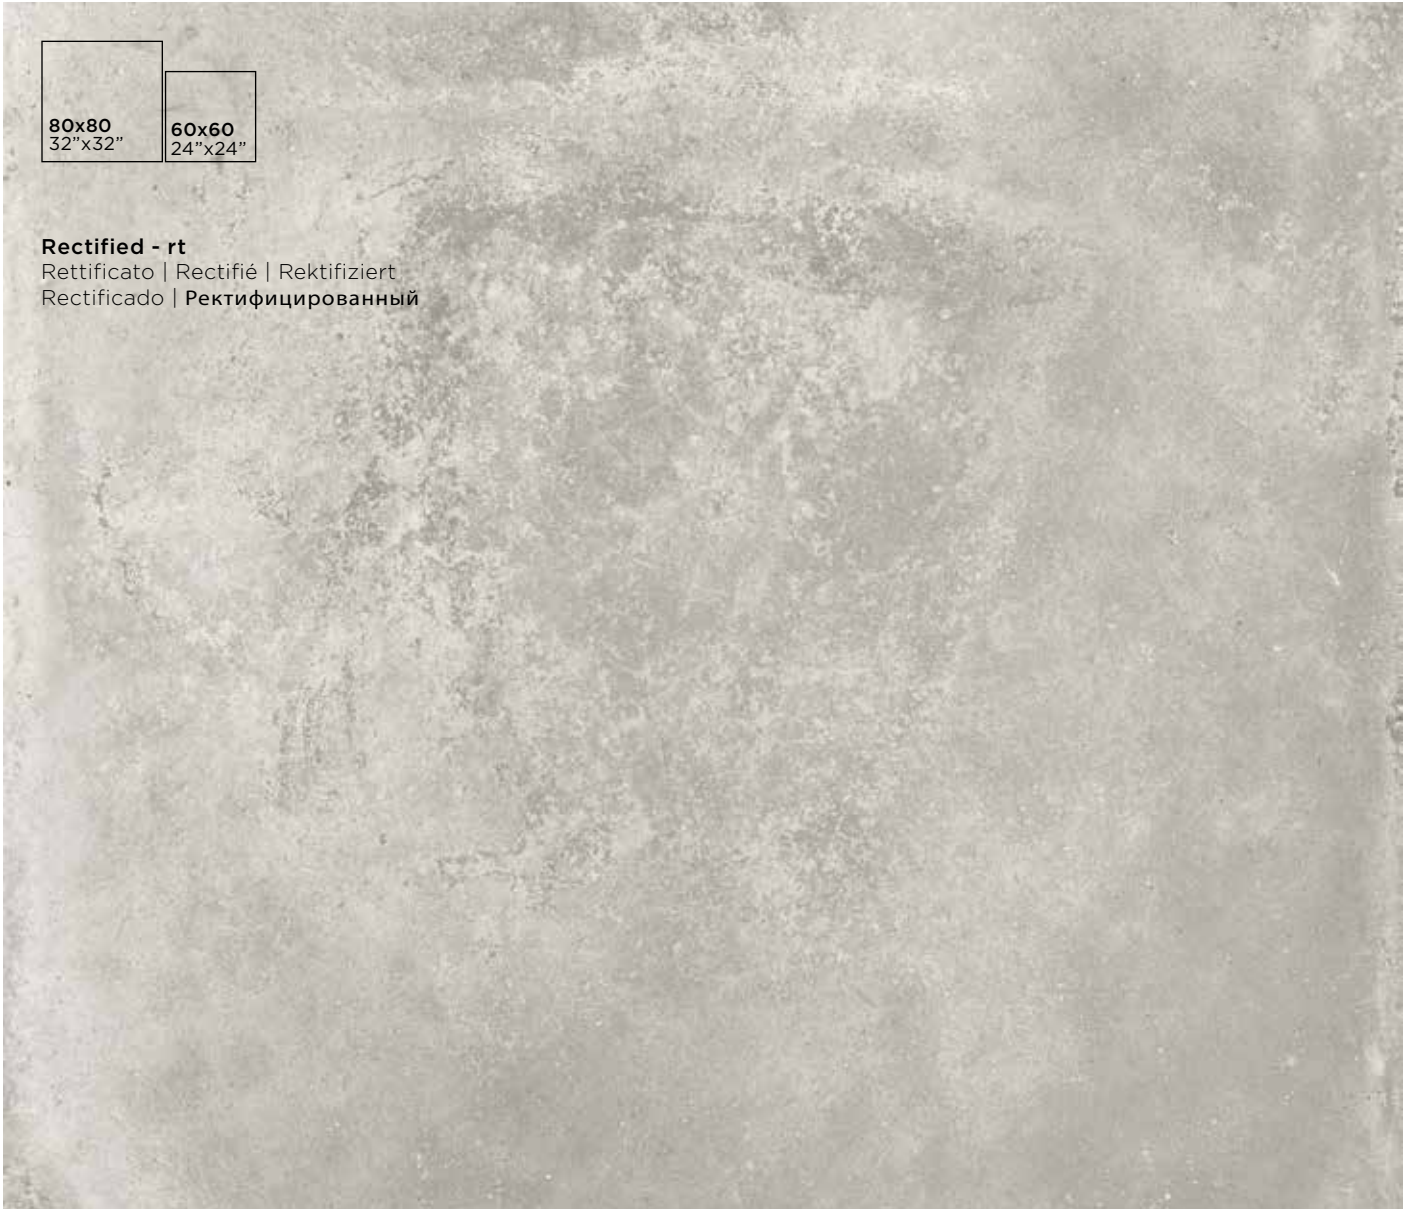 80x80
32”x32”
60x60
24”x24”
Rectified - rt
Rettificato | Rectifié | Rektifiziert
Rectificado | Ректифицированный